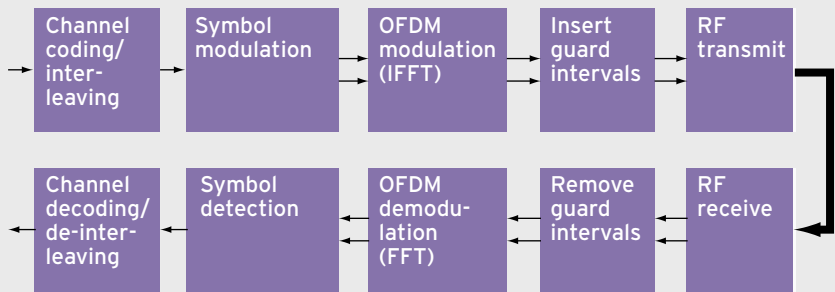 Channel
coding/
inter-
leaving
Symbol
modulation
OFDM
modulation
(IFFT)
Insert
guard
intervals
RF
transmit
Channel
decoding/
de-inter-
leaving
Symbol
detection
OFDM
demodu-
lation
(FFT)
Remove
guard
intervals
RF
receive